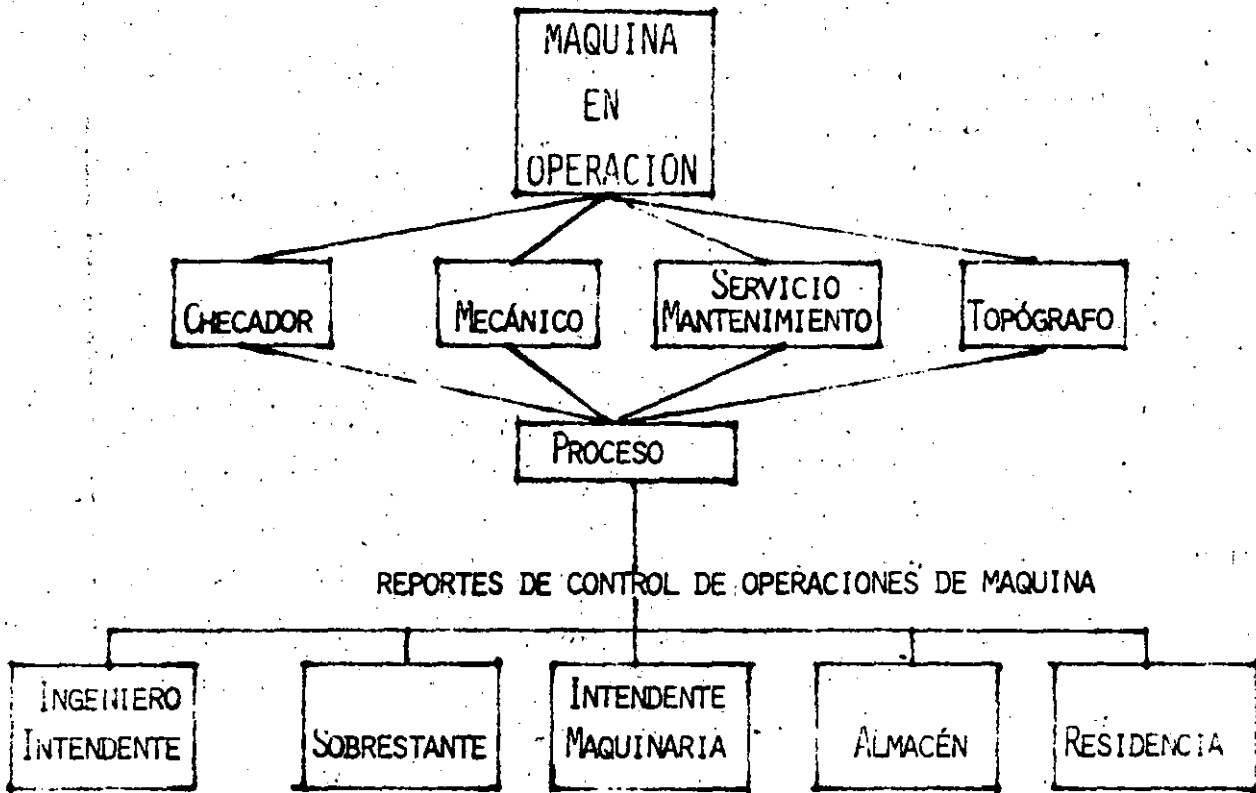 MAQUINA
EN
OPERACION
CHECADOR
MECÁNICO
SERVICIO
MANTENIMIENTO
TOPÓGRAFO
PROCESO
REPORTES DE CONTROL DE OPERACIONES DE MAQUINA
INGENIERO
INTENDENTE
SOBRESTANTE
INTENDENTE
MAQUINARIA
ALMACÉN
RESIDENCIA